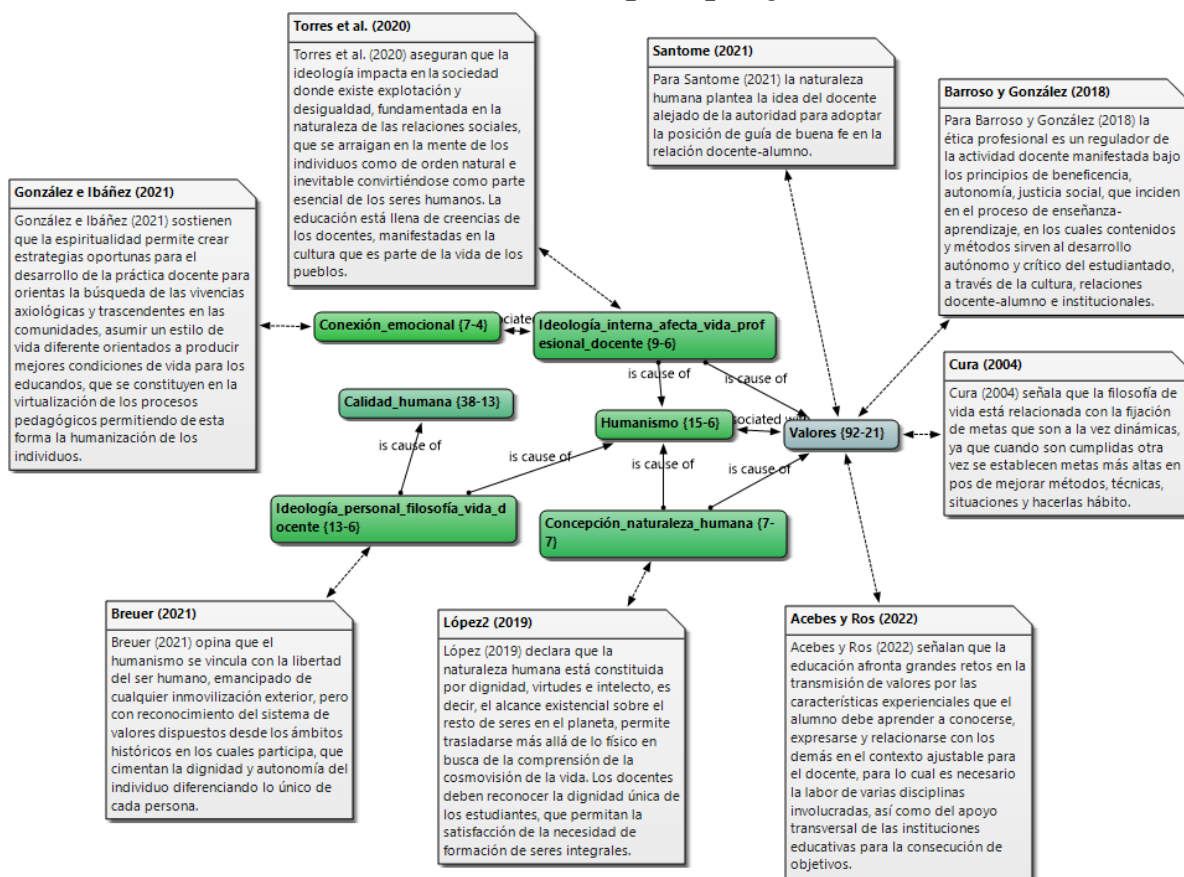 Torres et al. (2020)
Torres et al. (2020) aseguran que la
ideología impacta en la sociedad
donde existe explotación y
desigualdad, fundamentada en la
naturaleza de las relaciones sociales,
que se arraigan en la mente de los
individuos como de orden natural e
inevitable convirtiéndose como parte
esencial de los seres humanos. La
educación está llena de creencias de
los docentes, manifestadas en la
cultura que es parte de la vida de los
pueblos.
Santome (2021)
Para Santome (2021) la naturaleza
humana plantea la idea del docente
alejado de la autoridad para adoptar
la posición de guía de buena fe en la
relación docente-alumno.
Barroso y González (2018)
Para Barroso y González (2018) la
ética profesional es un regulador de
la actividad docente manifestada bajo
los principios de beneficencia,
autonomía, justicia social, que inciden
en el proceso de enseñanza-
aprendizaje, en los cuales contenidos
y métodos sirven al desarrollo
autónomo y crítico del estudiantado,
a través de la cultura, relaciones
docente-alumno e institucionales.
González e Ibáñez (2021)
González e Ibáñez (2021) sostienen
que la espiritualidad permite crear
estrategias oportunas para el
desarrollo de la práctica docente para
orientas la búsqueda de las vivencias
axiológicas y trascendentes en las
comunidades, asumir un estilo de
vida diferente orientados a producir
mejores condiciones de vida para los
educandos, que se constituyen en la
virtualización de los procesos
pedagógicos permitiendo de esta
forma la humanización de los
individuos.
Conexión_emocional {7-4}
Ideología_interna_afecta_vida_pro
fesional_docente {9-6}
is cause of
is cause of
Calidad_humana {38-13}
Humanismo {15-6}
Valores {92-21}
is cause of
is cause of
is cause of
is cause of
Cura (2004)
Cura (2004) señala que la filosofía de
vida está relacionada con la fijación
de metas que son a la vez dinámicas,
ya que cuando son cumplidas otra
vez se establecen metas más altas en
pos de mejorar métodos, técnicas,
situaciones y hacerlas hábito.
Ideología_personal_filosofía_vida_d
ocente {13-6}
Concepción_naturaleza_humana {7-
7}
Breuer (2021)
Breuer (2021) opina que el
humanismo se vincula con la libertad
del ser humano, emancipado de
cualquier inmovilización exterior, pero
con reconocimiento del sistema de
valores dispuestos desde los ámbitos
históricos en los cuales participa, que
cimentan la dignidad y autonomía del
individuo diferenciando lo único de
cada persona.
López2 (2019)
López (2019) declara que la
naturaleza humana está constituida
por dignidad, virtudes e intelecto, es
decir, el alcance existencial sobre el
resto de seres en el planeta, permite
trasladarse más allá de lo físico en
busca de la comprensión de la
cosmovisión de la vida. Los docentes
deben reconocer la dignidad única de
los estudiantes, que permitan la
satisfacción de la necesidad de
formación de seres integrales.
Acebes y Ros (2022)
Acebes y Ros (2022) señalan que la
educación afronta grandes retos en la
transmisión de valores por las
características experienciales que el
alumno debe aprender a conocerse,
expresarse y relacionarse con los
demás en el contexto ajustable para
el docente, para lo cual es necesario
la labor de varias disciplinas
involucradas, así como del apoyo
transversal de las instituciones
educativas para la consecución de
objetivos.